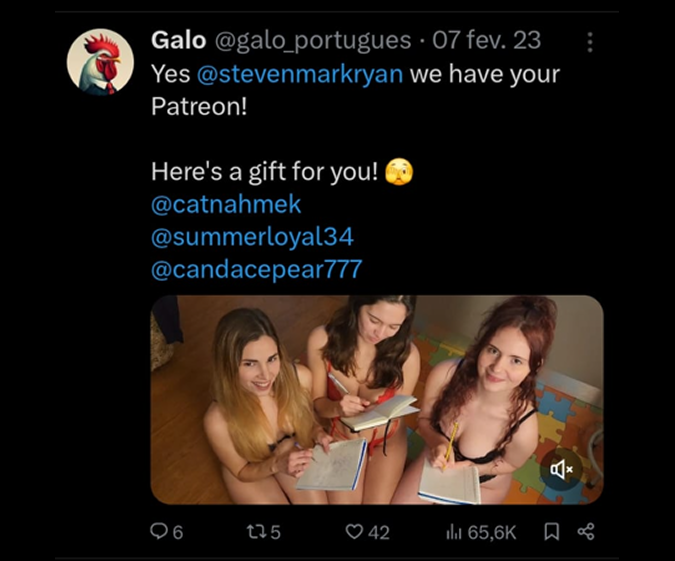 Galo @galo_portugues · 07 fev. 23
Yes @stevenmarkryan we have your
Patreon!
Here's a gift for you! 🫣
@catnahmek
@summerloyal34
@candacepear777
6 5 42 65,6K